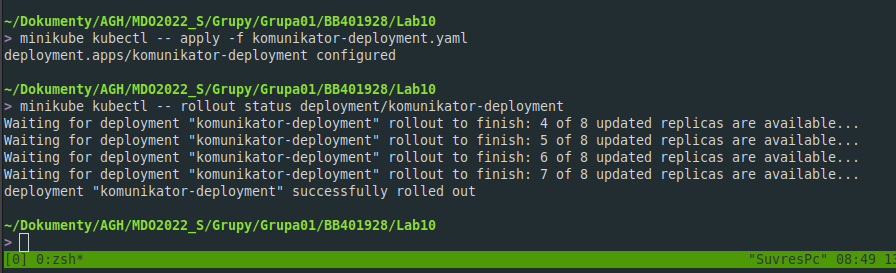 ~/Dokumenty/AGH/MDO2022_S/Grupy/Grupa01/BB401928/Lab10
> minikube kubectl -- apply -f komunikator-deployment.yaml
deployment.apps/komunikator-deployment configured
~/Dokumenty/AGH/MDO2022_S/Grupy/Grupa01/BB401928/Lab10
> minikube kubectl -- rollout status deployment/komunikator-deployment
Waiting for deployment "komunikator-deployment" rollout to finish: 4 of 8 updated replicas are available...
Waiting for deployment "komunikator-deployment" rollout to finish: 5 of 8 updated replicas are available...
Waiting for deployment "komunikator-deployment" rollout to finish: 6 of 8 updated replicas are available...
Waiting for deployment "komunikator-deployment" rollout to finish: 7 of 8 updated replicas are available...
deployment "komunikator-deployment" successfully rolled out
~/Dokumenty/AGH/MDO2022_S/Grupy/Grupa01/BB401928/Lab10
>
[0] 0:zsh* "SuvresPc" 08:49